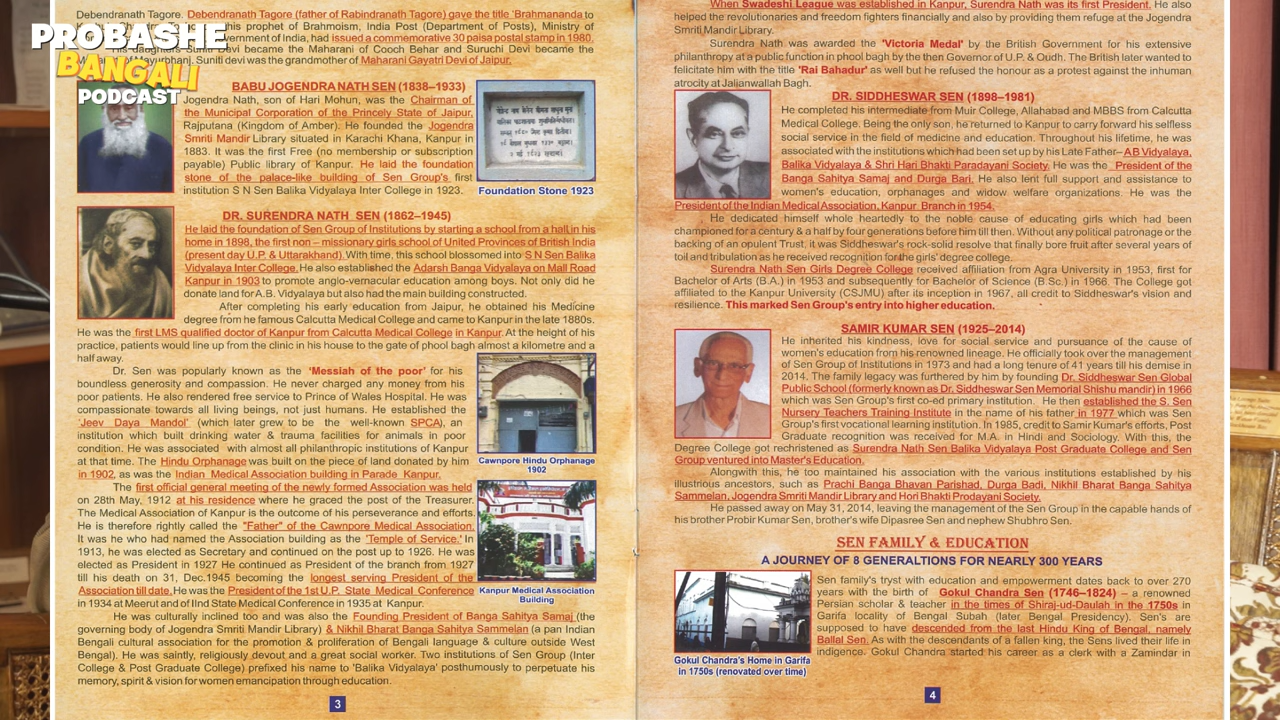 PROBASHE
BANGALI
PODCAST
Debendranath Tagore. Debendranath Tagore (father of Rabindranath Tagore) gave the title 'Brahmananda to
this prophet of Brahmoism, India Post (Department of Posts), Ministry of
Government of India, had issued a commemorative 30 paisa postal stamp in 1980.
His daughters Suniti Devi became the Maharani of Cooch Behar and Suruchi Devi became the
of Mayurbhanj. Suniti devi was the grandmother of Maharani Gayatri Devi of Jaipur.
BABU JOGENDRA NATH SEN (1838–1933)
Jogendra Nath, son of Hari Mohun, was the Chairman of
the Municipal Corporation of the Princely State of Jaipur,
Rajputana (Kingdom of Amber). He founded the Jogendra
Smriti Mandir Library situated in Karachi Khana, Kanpur in
1883. It was the first Free (no membership or subscription
payable) Public library of Kanpur. He laid the foundation
stone of the palace-like building of Sen Group's first
institution S N Sen Balika Vidyalaya Inter College in 1923.
Foundation Stone 1923
DR. SURENDRA NATH SEN (1862–1945)
He laid the foundation of Sen Group of Institutions by starting a school from a hall in his
home in 1898, the first non – missionary girls school of United Provinces of British India
(present day U.P. & Uttarakhand). With time, this school blossomed into S N Sen Balika
Vidyalaya Inter College. He also established the Adarsh Banga Vidyalaya on Mall Road
Kanpur in 1903 to promote anglo-vernacular education among boys. Not only did he
donate land for A.B. Vidyalaya but also had the main building constructed.
After completing his early education from Jaipur, he obtained his Medicine
degree from the famous Calcutta Medical College and came to Kanpur in the late 1880s.
He was the first LMS qualified doctor of Kanpur from Calcutta Medical College in Kanpur. At the height of his
practice, patients would line up from the clinic in his house to the gate of phool bagh almost a kilometre and a
half away.
Dr. Sen was popularly known as the 'Messiah of the poor' for his
boundless generosity and compassion. He never charged any money from his
poor patients. He also rendered free service to Prince of Wales Hospital. He was
compassionate towards all living beings, not just humans. He established the
'Jeev Daya Mandol' (which later grew to be the well-known SPCA), an
institution which built drinking water & trauma facilities for animals in poor
condition. He was associated with almost all philanthropic institutions of Kanpur
at that time. The Hindu Orphanage was built on the piece of land donated by him
in 1902, as was the Indian Medical Association building in Parade Kanpur.
Cawnpore Hindu Orphanage
1902
The first official general meeting of the newly formed Association was held
on 28th May, 1912 at his residence where he graced the post of the Treasurer.
The Medical Association of Kanpur is the outcome of his perseverance and efforts.
He is therefore rightly called the "Father" of the Cawnpore Medical Association.
It was he who had named the Association building as the 'Temple of Service.' In
1913, he was elected as Secretary and continued on the post up to 1926. He was
elected as President in 1927 He continued as President of the branch from 1927
till his death on 31, Dec.1945 becoming the longest serving President of the
Association till date. He was the President of the 1st U.P. State Medical Conference
in 1934 at Meerut and of IInd State Medical Conference in 1935 at Kanpur.
Kanpur Medical Association
Building
He was culturally inclined too and was also the Founding President of Banga Sahitya Samaj (the
governing body of Jogendra Smriti Mandir Library) & Nikhil Bharat Banga Sahitya Sammelan (a pan Indian
Bengali cultural association for the promotion & proliferation of Bengali language & culture outside West
Bengal). He was saintly, religiously devout and a great social worker. Two institutions of Sen Group (Inter
College & Post Graduate College) prefixed his name to 'Balika Vidyalaya' posthumously to perpetuate his
memory, spirit & vision for women emancipation through education.
3
When Swadeshi League was established in Kanpur, Surendra Nath was its first President. He also
helped the revolutionaries and freedom fighters financially and also by providing them refuge at the Jogendra
Smriti Mandir Library.
Surendra Nath was awarded the 'Victoria Medal' by the British Government for his extensive
philanthropy at a public function in phool bagh by the then Governor of U.P. & Oudh. The British later wanted to
felicitate him with the title 'Rai Bahadur' as well but he refused the honour as a protest against the inhuman
atrocity at Jalianwallah Bagh.
DR. SIDDHESWAR SEN (1898–1981)
He completed his intermediate from Muir College, Allahabad and MBBS from Calcutta
Medical College. Being the only son, he returned to Kanpur to carry forward his selfless
social service in the field of medicine and education. Throughout his lifetime, he was
associated with the institutions which had been set up by his Late Father– AB Vidyalaya,
Balika Vidyalaya & Shri Hari Bhakti Paradayani Society. He was the President of the
Banga Sahitya Samaj and Durga Bari. He also lent full support and assistance to
women's education, orphanages and widow welfare organizations. He was the
President of the Indian Medical Association, Kanpur Branch in 1954.
He dedicated himself whole heartedly to the noble cause of educating girls which had been
championed for a century & a half by four generations before him till then. Without any political patronage or the
backing of an opulent Trust, it was Siddheswar's rock-solid resolve that finally bore fruit after several years of
toil and tribulation as he received recognition for the girls' degree college.
Surendra Nath Sen Girls Degree College received affiliation from Agra University in 1953, first for
Bachelor of Arts (B.A.) in 1953 and subsequently for Bachelor of Science (B.Sc.) in 1966. The College got
affiliated to the Kanpur University (CSJMU) after its inception in 1967, all credit to Siddheswar's vision and
resilience. This marked Sen Group's entry into higher education.
SAMIR KUMAR SEN (1925–2014)
He inherited his kindness, love for social service and pursuance of the cause of
women's education from his renowned lineage. He officially took over the management
of Sen Group of Institutions in 1973 and had a long tenure of 41 years till his demise in
2014. The family legacy was furthered by him by founding Dr. Siddheswar Sen Global
Public School (formerly known as Dr. Siddheswar Sen Memorial Shishu mandir) in 1966
which was Sen Group's first co-ed primary institution. He then established the S. Sen
Nursery Teachers Training Institute in the name of his father in 1977 which was Sen
Group's first vocational learning institution. In 1985, credit to Samir Kumar's efforts, Post
Graduate recognition was received for M.A. in Hindi and Sociology. With this, the
Degree College got rechristened as Surendra Nath Sen Balika Vidyalaya Post Graduate College and Sen
Group ventured into Master's Education.
Alongside this, he too maintained his association with the various institutions established by his
illustrious ancestors, such as Prachi Banga Bhavan Parishad, Durga Badi, Nikhil Bharat Banga Sahitya
Sammelan, Jogendra Smriti Mandir Library and Hori Bhakti Prodayani Society.
He passed away on May 31, 2014, leaving the management of the Sen Group in the capable hands of
his brother Probir Kumar Sen, brother's wife Dipasree Sen and nephew Shubhro Sen.
SEN FAMILY & EDUCATION
A JOURNEY OF 8 GENERALTIONS FOR NEARLY 300 YEARS
Sen family's tryst with education and empowerment dates back to over 270
years with the birth of Gokul Chandra Sen (1746–1824) – a renowned
Persian scholar & teacher in the times of Shiraj-ud-Daulah in the 1750s in
Garifa locality of Bengal Subah (later Bengal Presidency). Sen's are
supposed to have descended from the last Hindu King of Bengal, namely
Ballal Sen. As with the descendants of a fallen king, the Sens lived their life in
indigence. Gokul Chandra started his career as a clerk with a Zamindar in
Gokul Chandra's Home in Garifa
in 1750s (renovated over time)
4